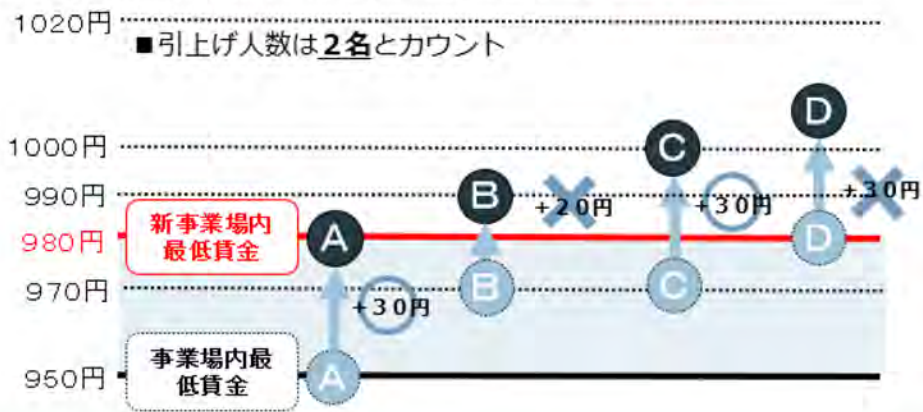 1020円
■引上げ人数は2名とカウント
D
1000円
C
990円
B
+20円
+30円
+30円
新事業場内
最低賃金
980円
A
D
970円
B
C
+30円
事業場内最
低賃金
950円
A